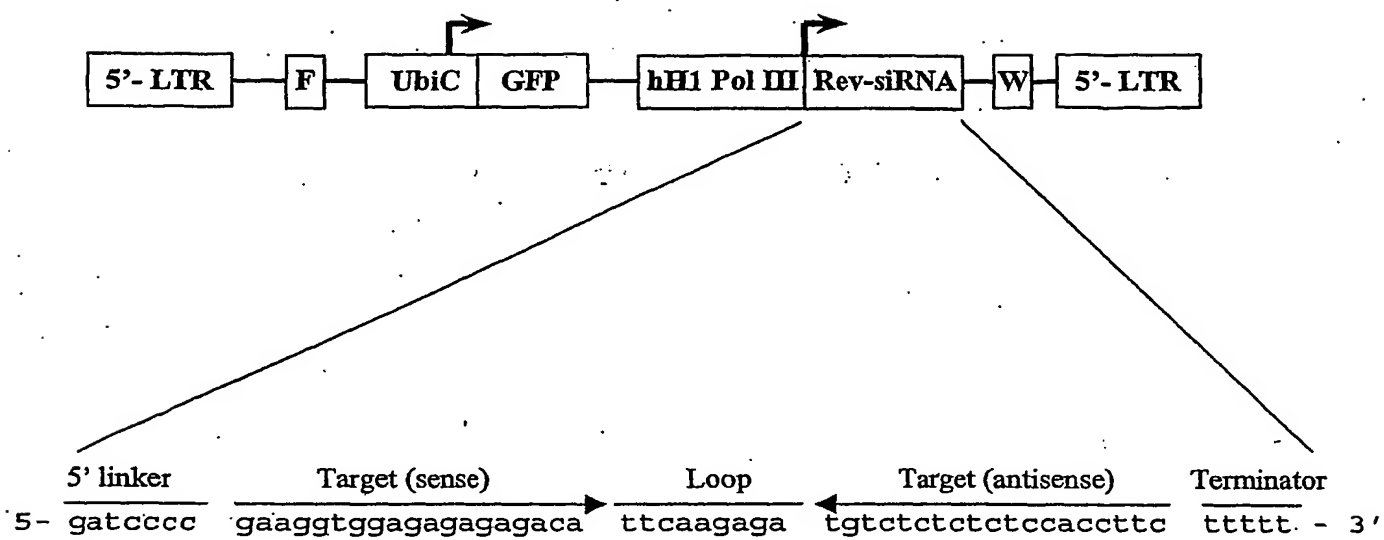 5'- LTR F UbiC GFP hH1 Pol III Rev-siRNA W 5'- LTR
5' linker Target (sense) Loop Target (antisense) Terminator
5- gatcccc gaaggtggagagagagaca ttcaagaga tgtctctctctccaccttc ttttt - 3'